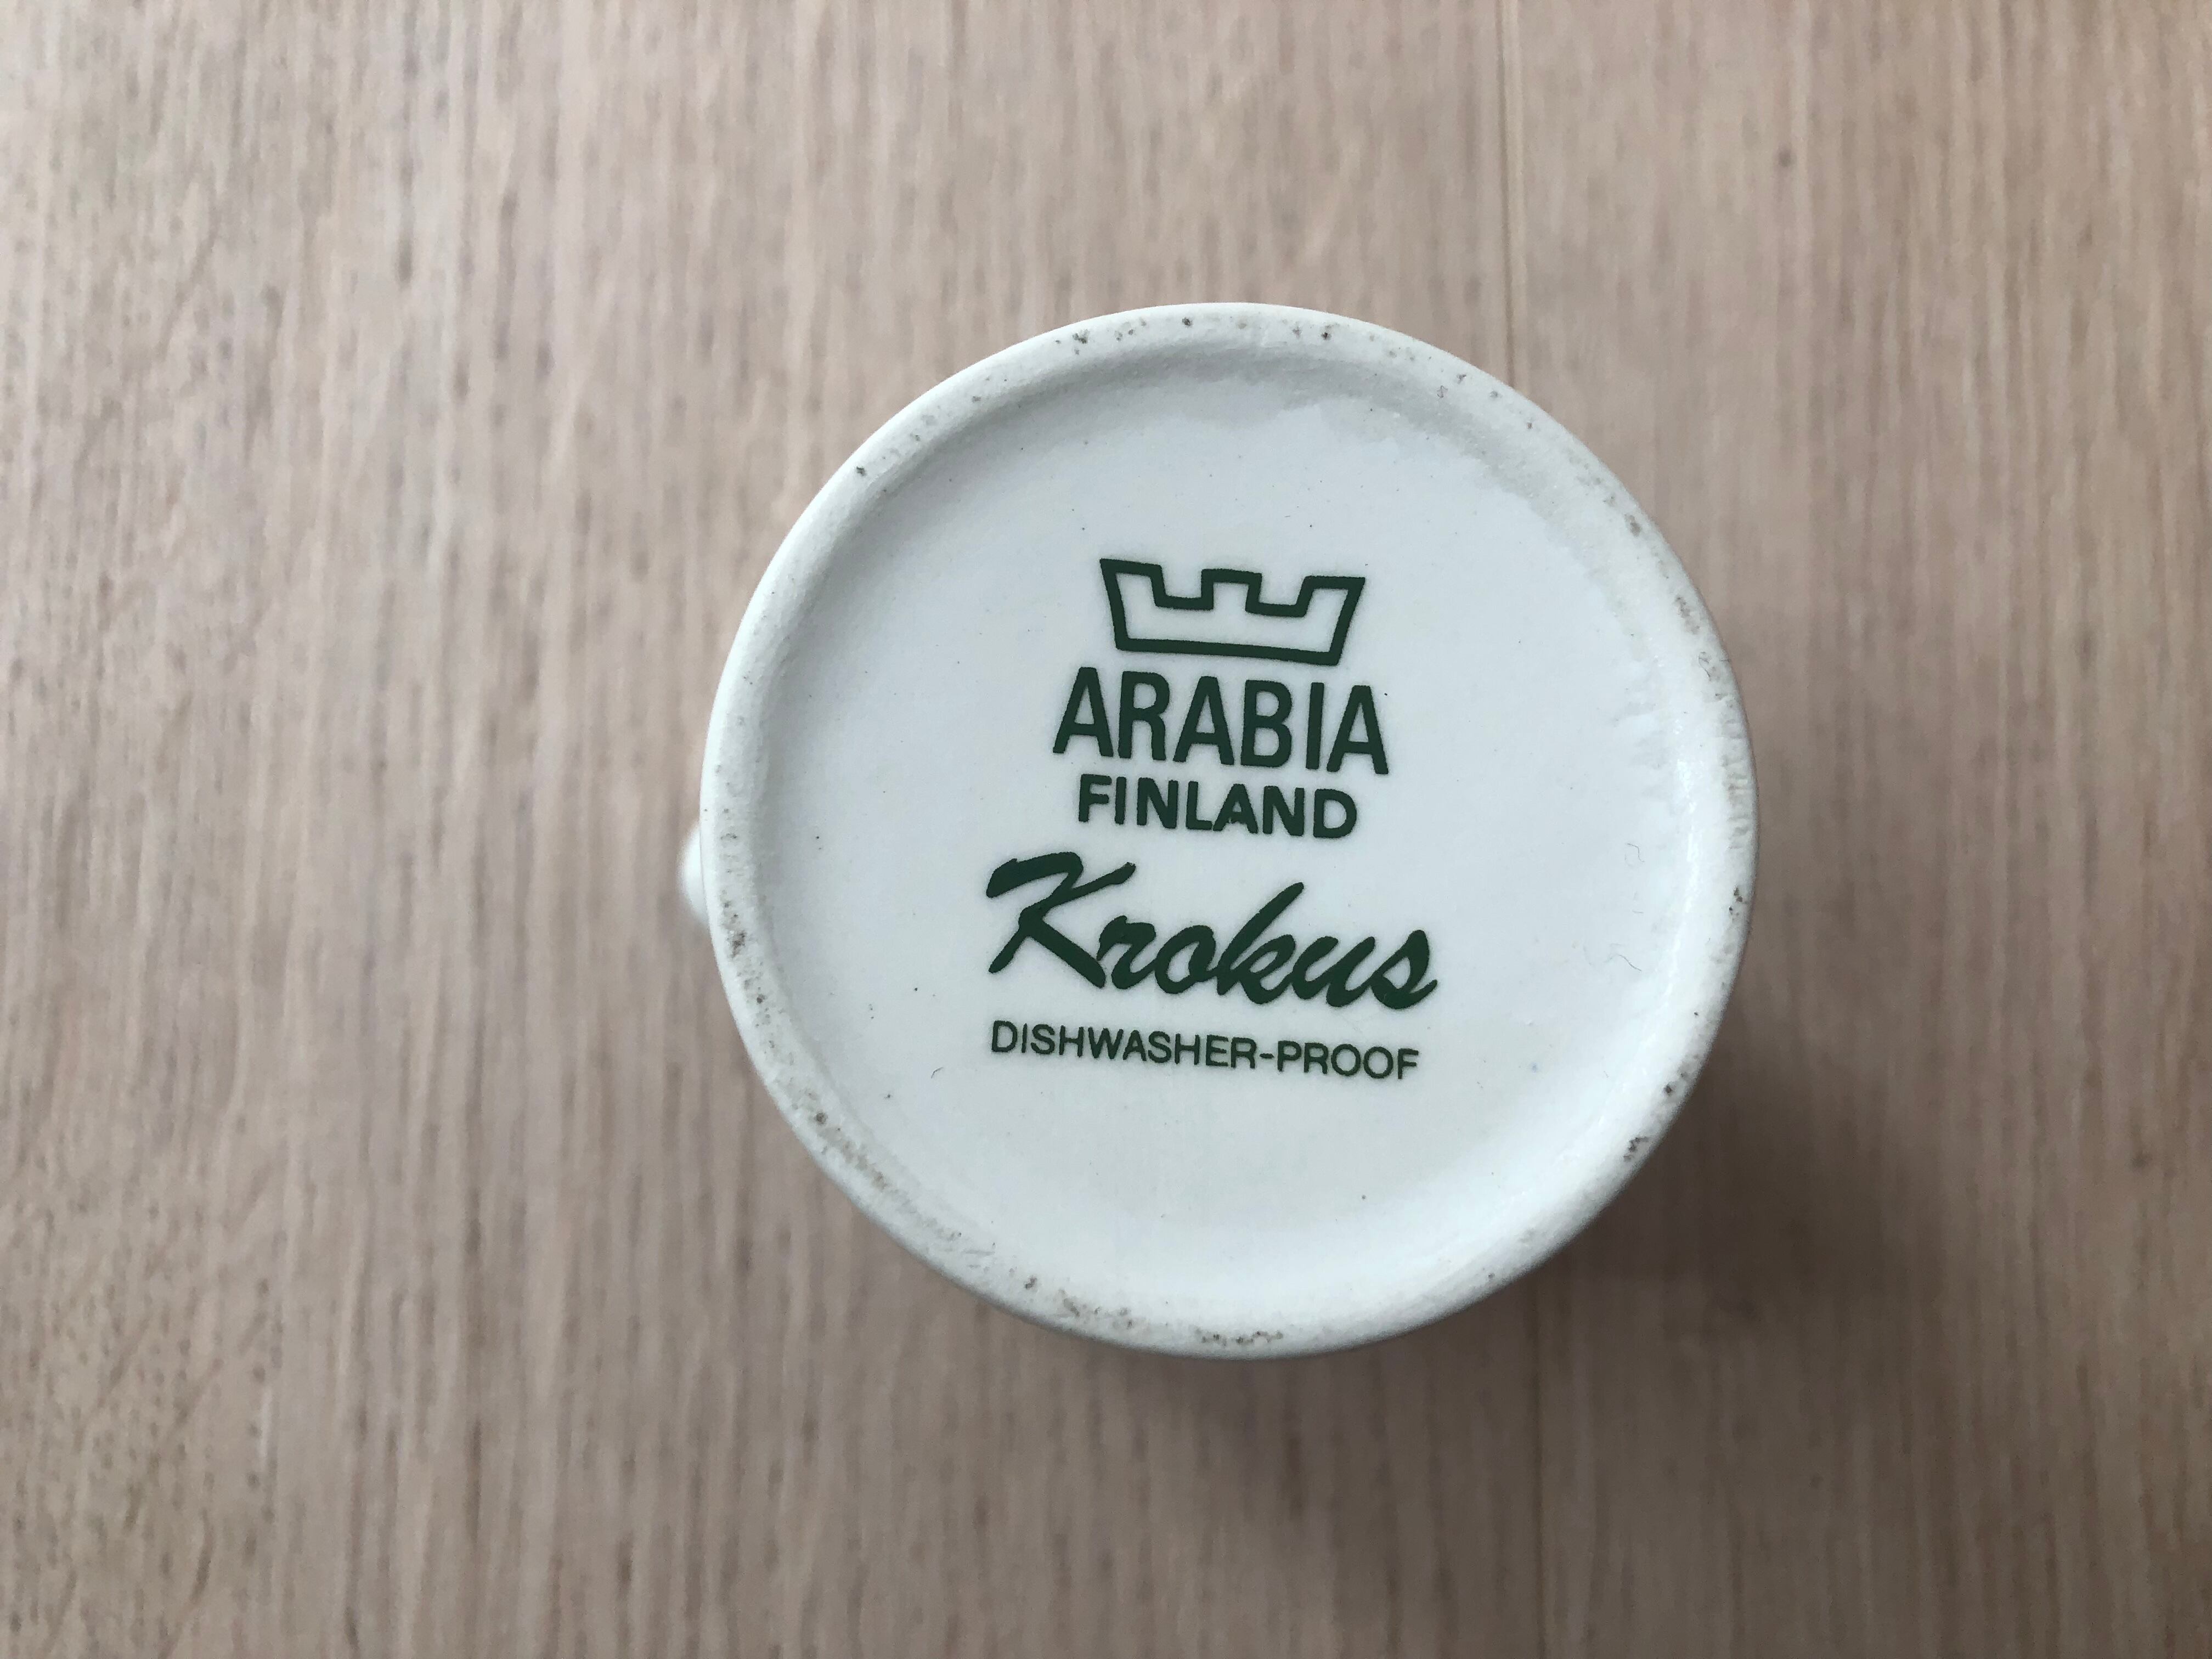 ARABIA
FINLAND
Krokus
DISHWASHER-PROOF